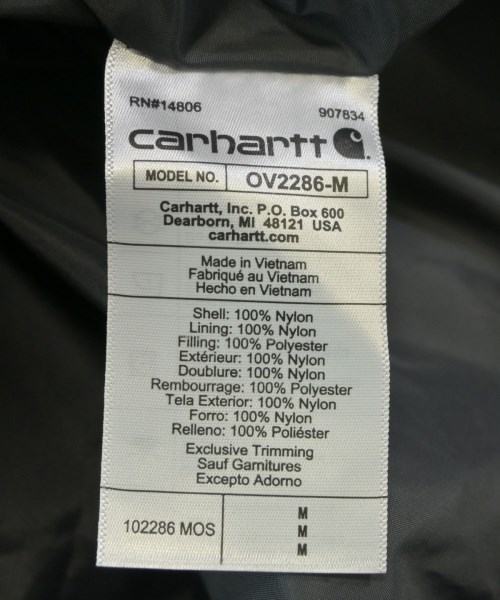 RN#14806
907834
carhartt
MODEL NO. OV2286-M
Carhartt, Inc. P.O. Box 600
Dearborn, MI 48121 USA
carhartt.com
Made in Vietnam
Fabriqué au Vietnam
Hecho en Vietnam
Shell: 100% Nylon
Lining: 100% Nylon
Filling: 100% Polyester
Extérieur: 100% Nylon
Doublure: 100% Nylon
Rembourrage: 100% Polyester
Tela Exterior: 100% Nylon
Forro: 100% Nylon
Relleno: 100% Poliéster
Exclusive Trimming
Sauf Garnitures
Excepto Adorno
102286 MOS
M
M
M